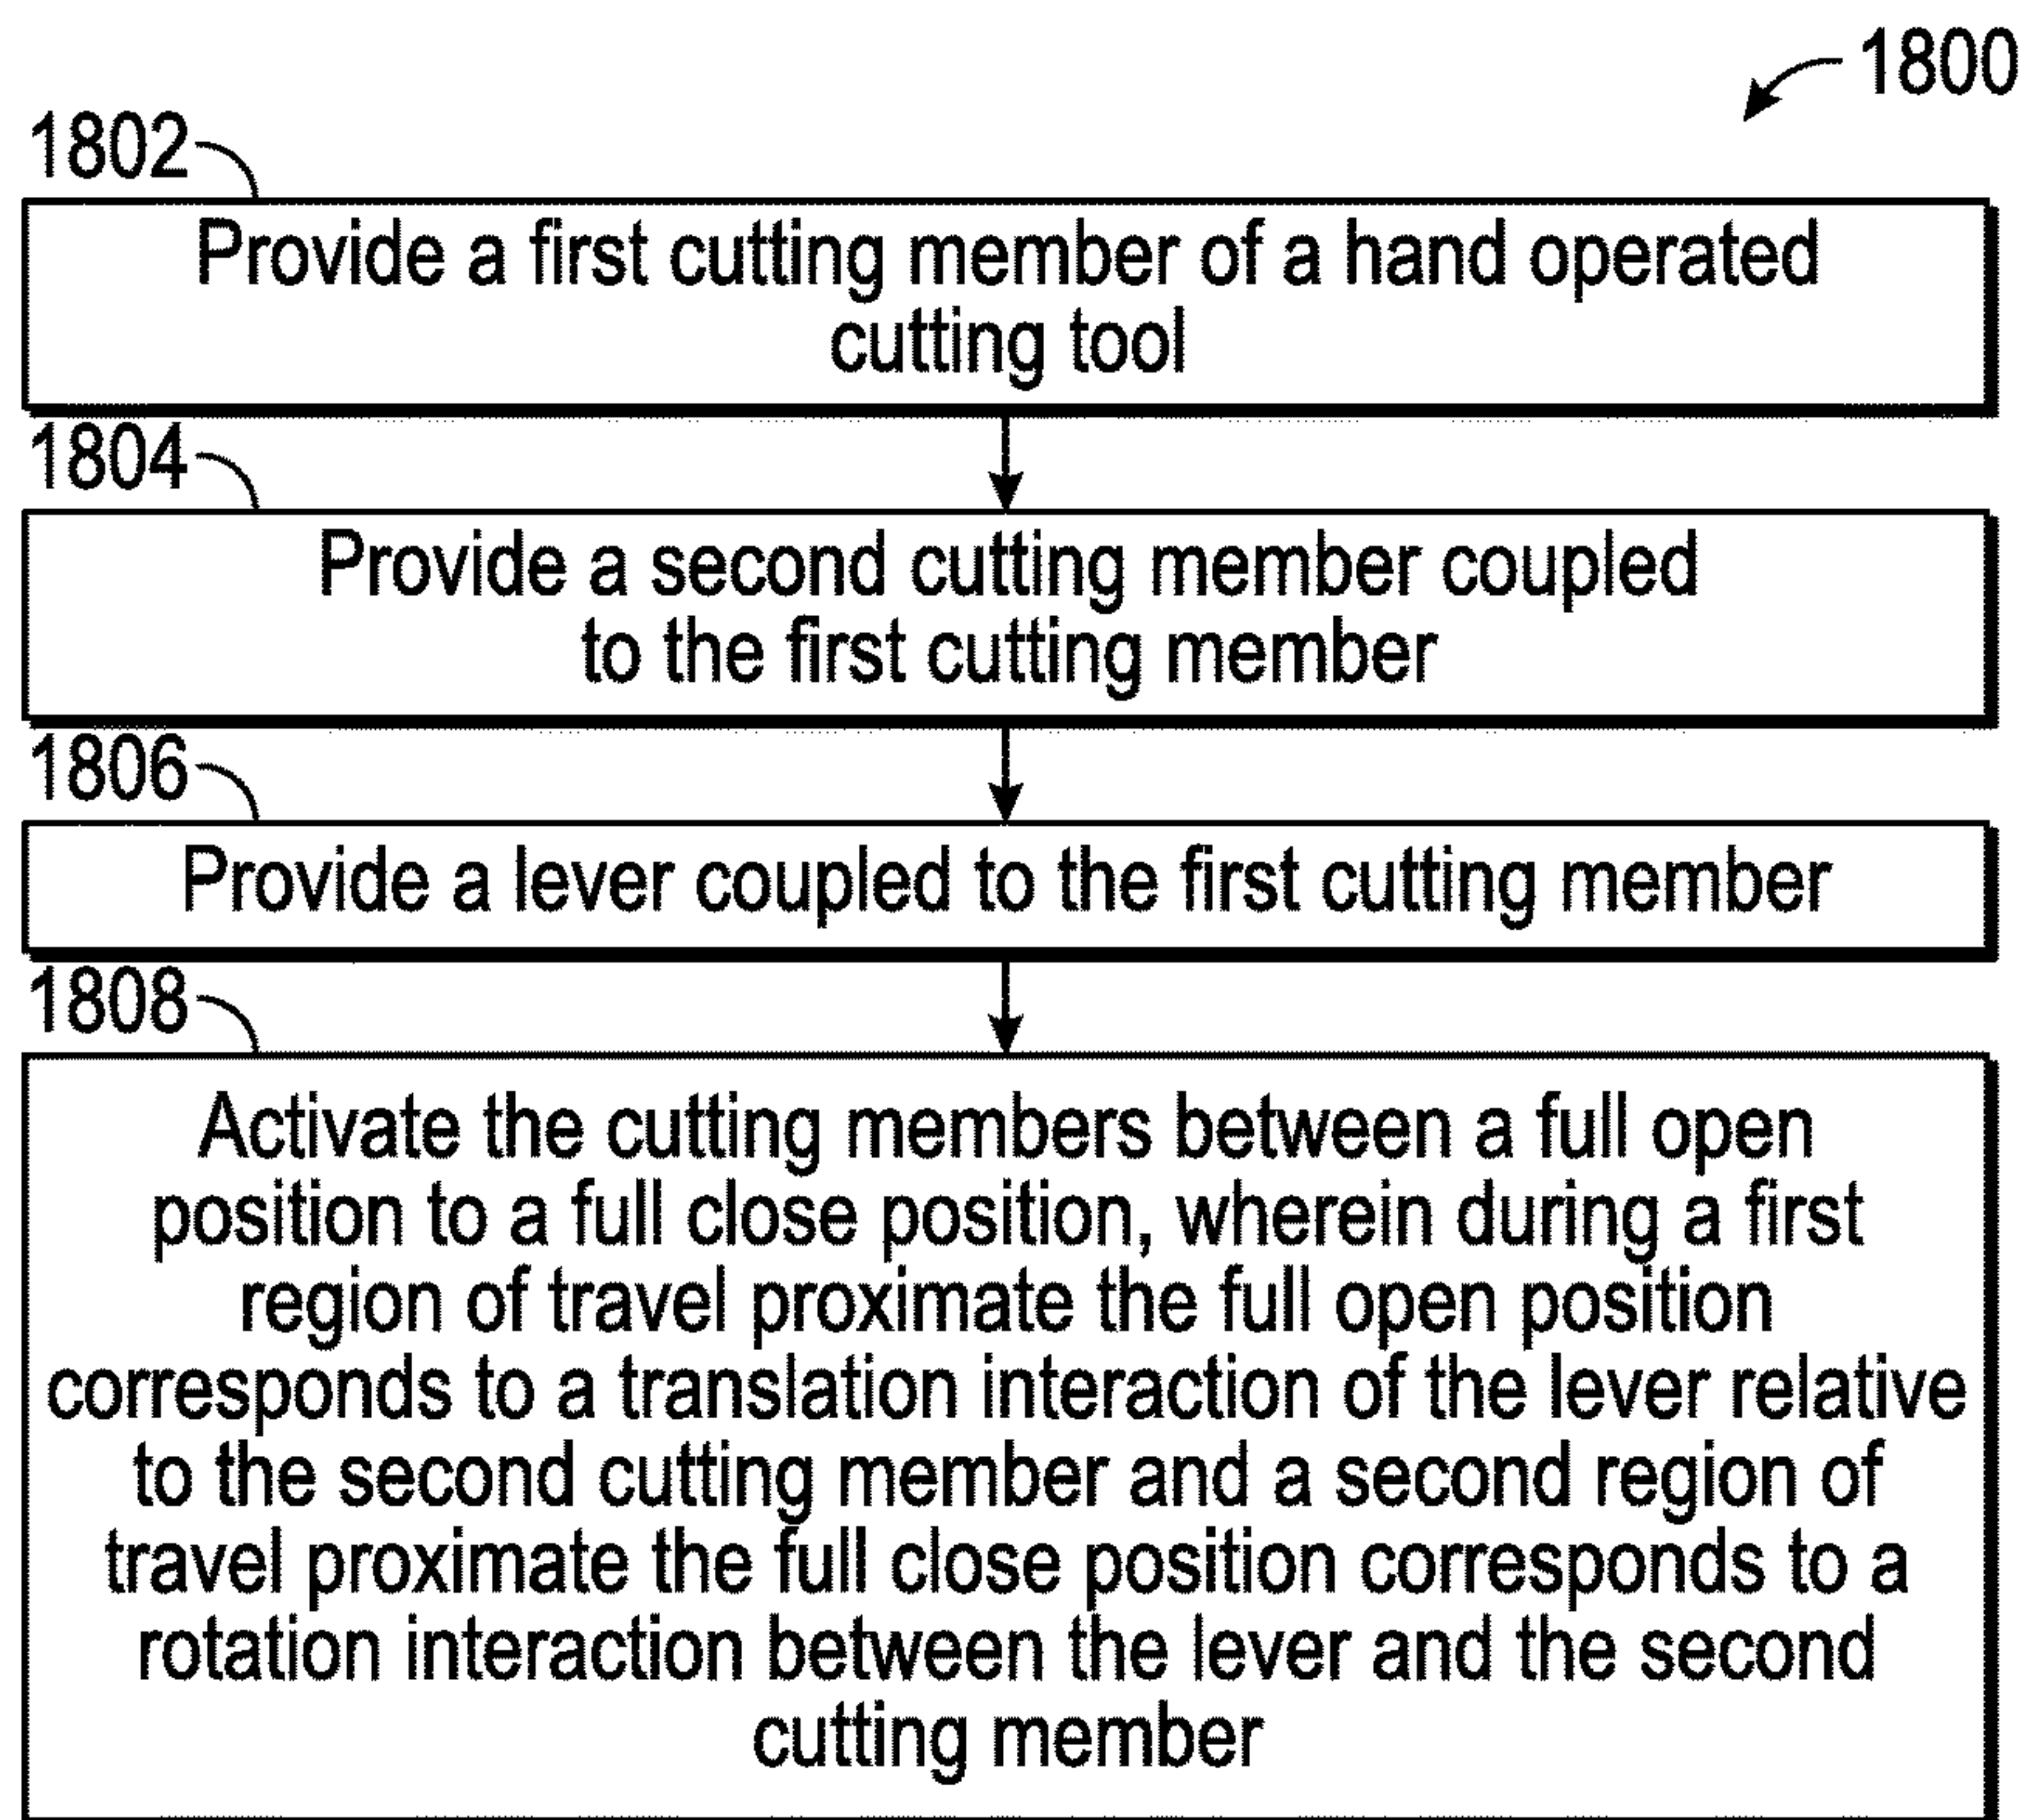 1800
1802
Provide a first cutting member of a hand operated
cutting tool
1804
Provide a second cutting member coupled
to the first cutting member
1806
Provide a lever coupled to the first cutting member
1808
Activate the cutting members between a full open
position to a full close position, wherein during a first
region of travel proximate the full open position
corresponds to a translation interaction of the lever relative
to the second cutting member and a second region of
travel proximate the full close position corresponds to a
rotation interaction between the lever and the second
cutting member